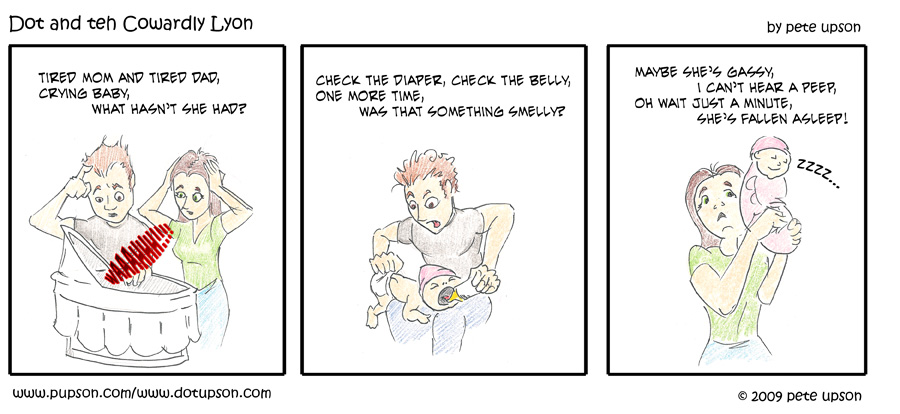 Dot and teh Cowardly Lyon
by pete upson
TIRED MOM AND TIRED DAD,
CRYING BABY,
WHAT HASN'T SHE HAD?
WAHHHH!!!!
CHECK THE DIAPER, CHECK THE BELLY,
ONE MORE TIME,
WAS THAT SOMETHING SMELLY?
MAYBE SHE'S GASSY,
I CAN'T HEAR A PEEP,
OH WAIT JUST A MINUTE,
SHE'S FALLEN ASLEEP!
ZZZZ...
www.pupson.com/www.dotupson.com
© 2009 pete upson